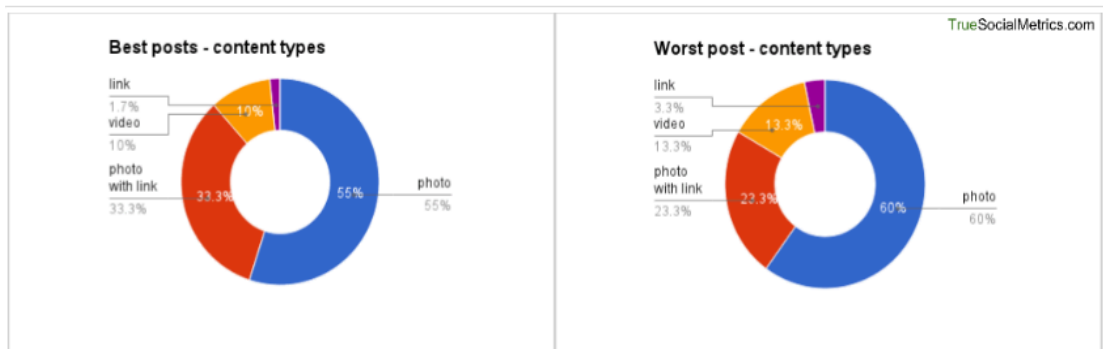 TrueSocialMetrics.com
Best posts - content types
link
1.7%
video
10%
photo
with link
33.3%
10%
33.3%
55%
photo
55%
Worst post - content types
link
3.3%
video
13.3%
photo
with link
23.3%
13.3%
23.3%
60%
photo
60%